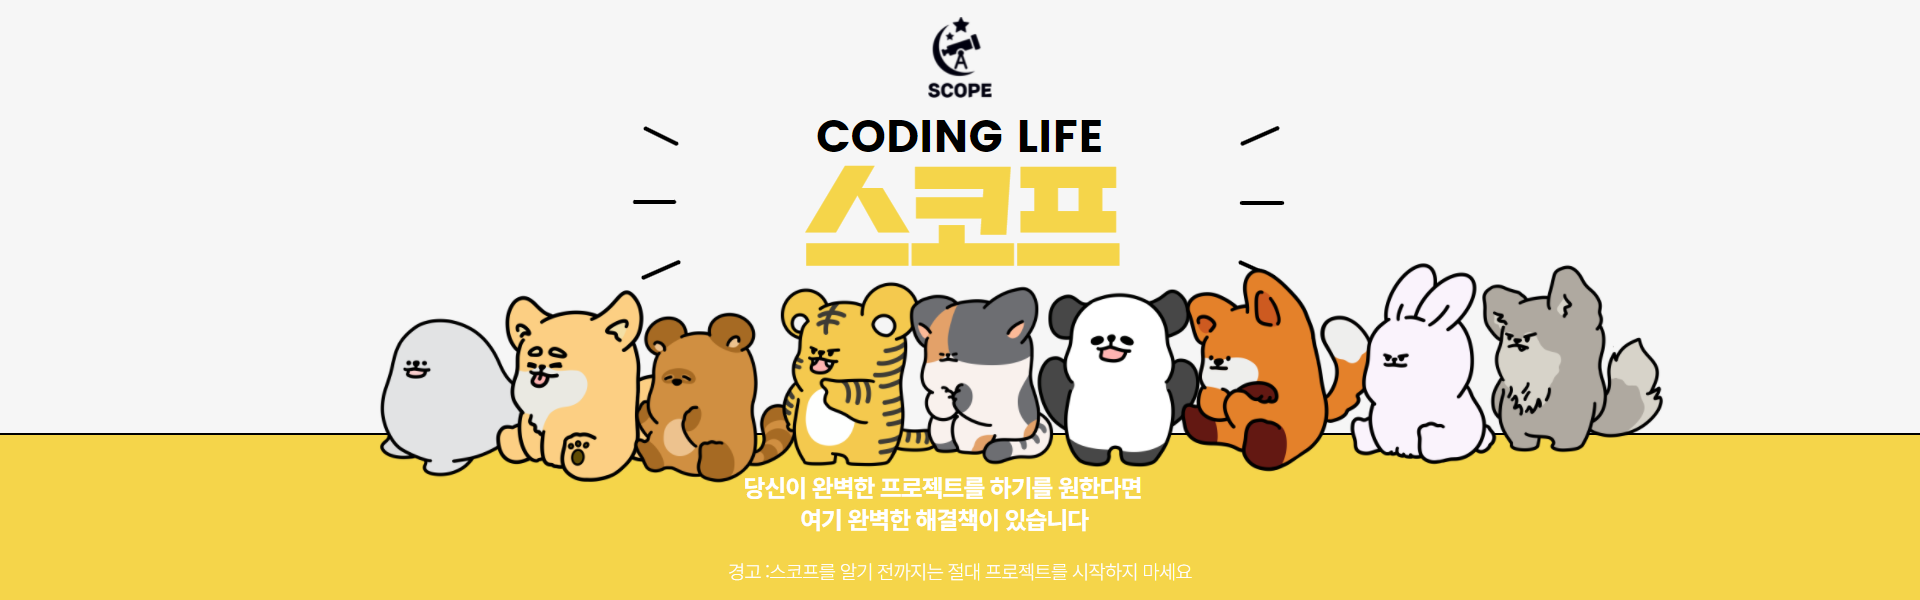 SCOPE
CODING LIFE
스코프
당신이 완벽한 프로젝트를 하기를 원한다면
여기 완벽한 해결책이 있습니다
경고 :스코프를 알기 전까지는 절대 프로젝트를 시작하지 마세요